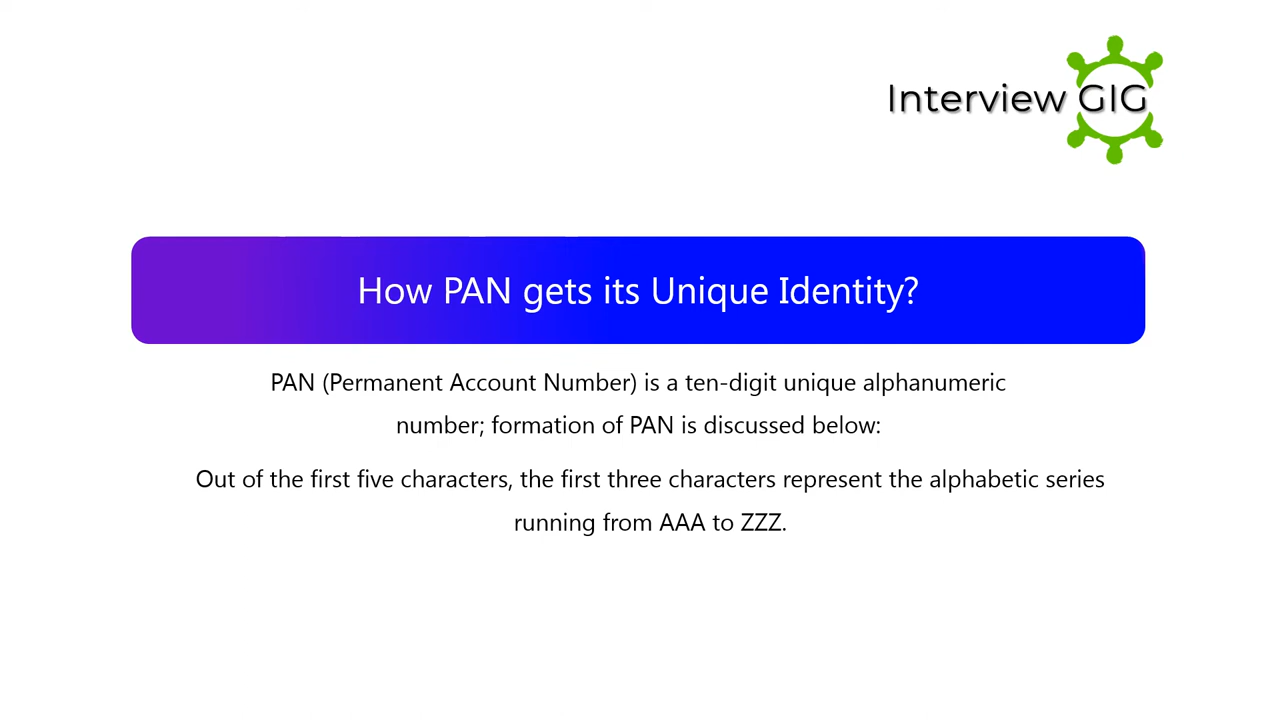 Interview GIG
How PAN gets its Unique Identity?
PAN (Permanent Account Number) is a ten-digit unique alphanumeric
number; formation of PAN is discussed below:
Out of the first five characters, the first three characters represent the alphabetic series
running from AAA to ZZZ.